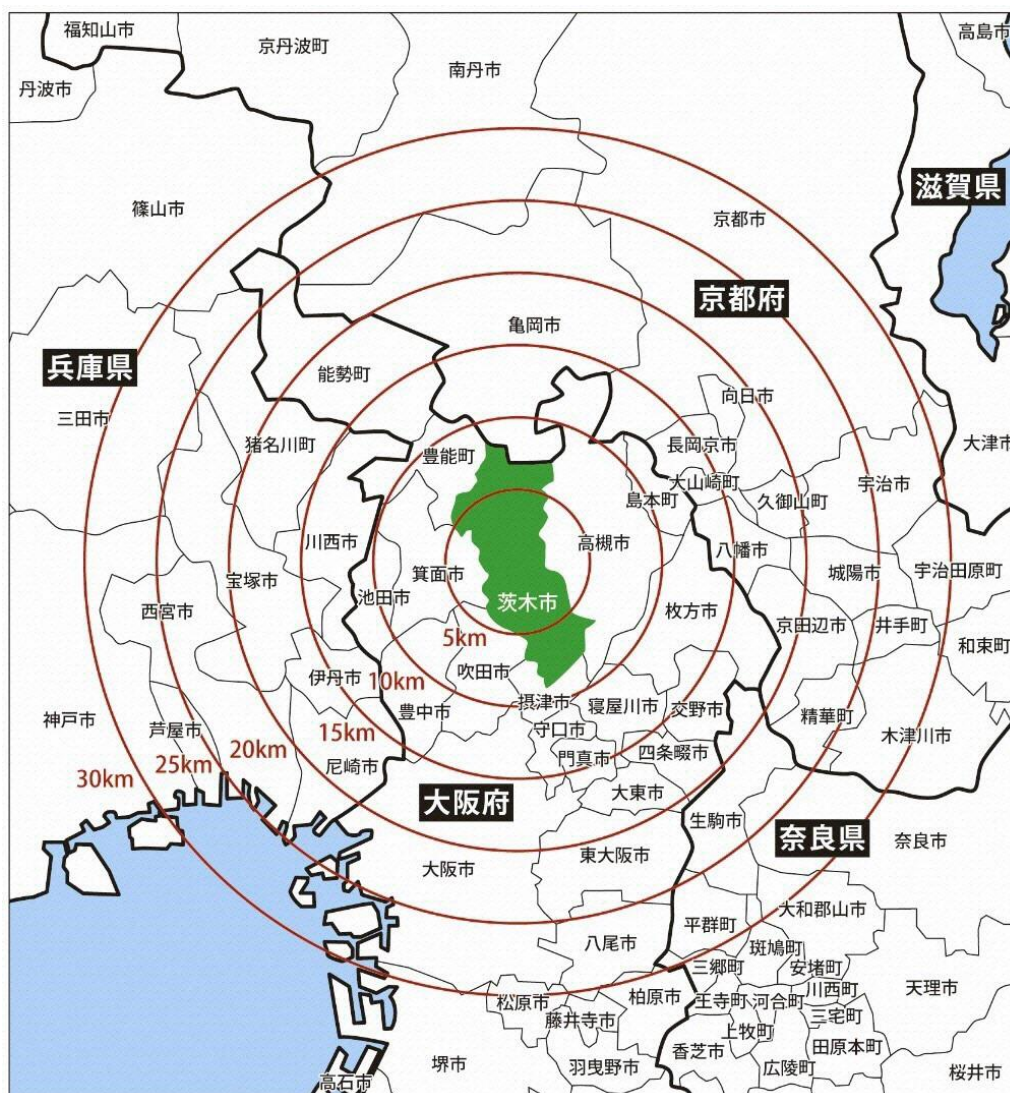 福知山市
京丹波町
高島市
南丹市
丹波市
滋賀県
篠山市
京都市
京都府
亀岡市
兵庫県
能勢町
向日市
三田市
猪名川町
長岡京市
大津市
豊能町
大山崎町
宇治市
島本町
久御山町
川西市
高槻市
八幡市
箕面市
城陽市
宇治田原町
宝塚市
池田市
茨木市
西宮市
枚方市
京田辺市
井手町
5km
和束町
吹田市
伊丹市
10km
摂津市
寝屋川市
交野市
豊中市
精華町
神戸市
芦屋市
15km
守口市
木津川市
20km
門真市
四条畷市
25km
尼崎市
30km
大阪府
大東市
生駒市
奈良県
奈良市
大阪市
東大阪市
大和郡山市
平群町
八尾市
斑鳩町
三郷町
安堵町
川西町
天理市
松原市
柏原市
王寺町
河合町
藤井寺市
三宅町
上牧町
香芝市
田原本町
堺市
羽曳野市
広陵町
桜井市
高石市